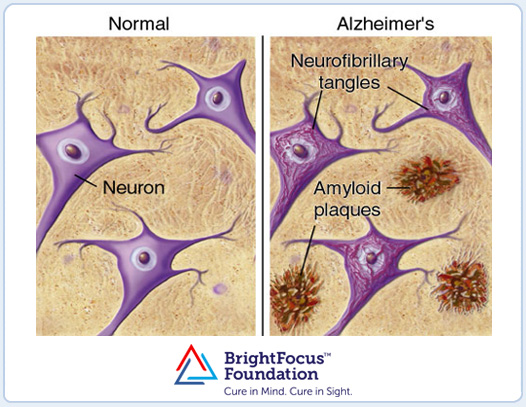 Normal
Alzheimer's
Neurofibrillary
tangles
Neuron
Amyloid
plaques
BrightFocus™
Foundation
Cure in Mind. Cure in Sight.